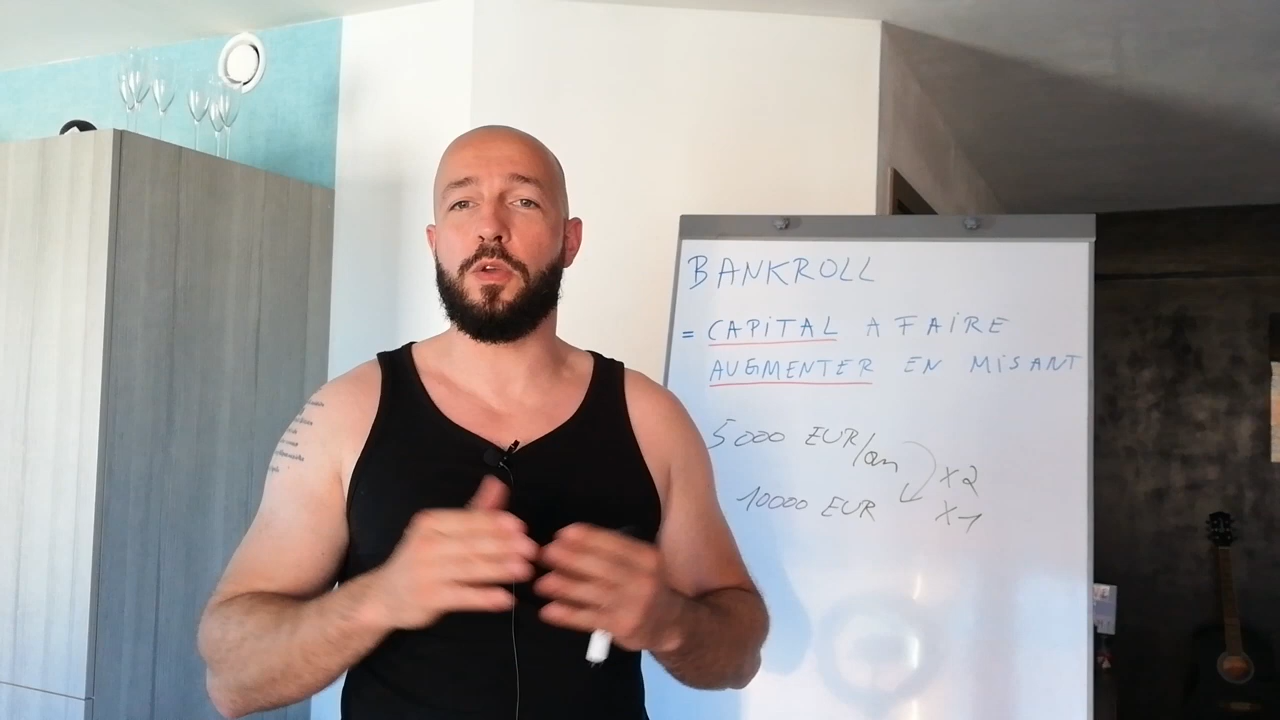 BANKROLL
= CAPITAL A FAIRE
AUGMENTER EN MISANT
5000 EUR/an
x2
10000 EUR
x1